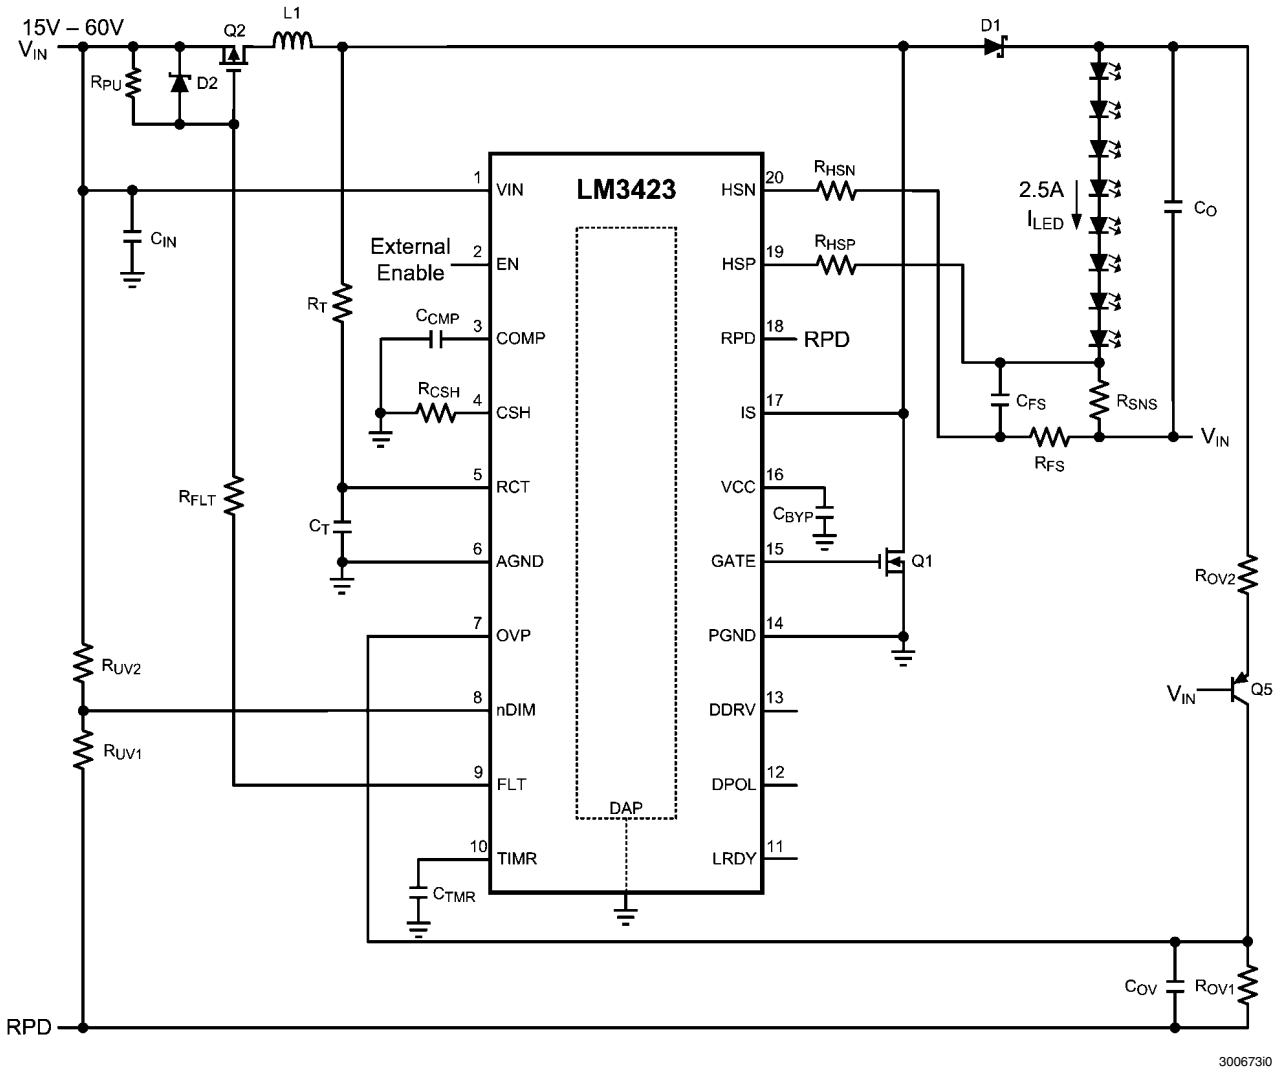 15V – 60V
VIN
Q2
L1
D1
RPU
D2
LM3423
1
VIN
HSN
20
RHSN
CIN
External
Enable
2
EN
HSP
19
RHSP
2.5A
ILED
CO
RT
CCMP
3
COMP
RPD
18
RPD
RCSH
4
CSH
IS
17
CFS
RSNS
RFS
VIN
RFLT
5
RCT
VCC
16
CBYP
CT
6
AGND
GATE
15
Q1
ROV2
7
OVP
PGND
14
RUV2
VIN
Q5
8
nDIM
DDRV
13
RUV1
9
FLT
DPOL
12
DAP
10
TIMR
LRDY
11
CTMR
COV
ROV1
RPD
300673i0